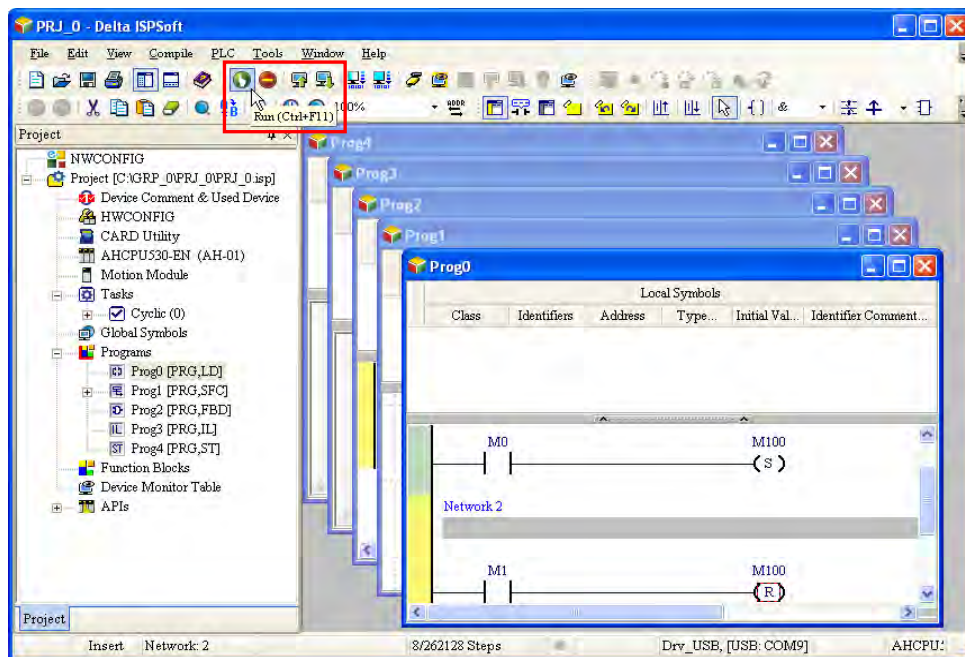 PRJ_0 - Delta ISPSoft
File Edit View Compile PLC Tools Window Help
100%
ADDR
Run (Ctrl+F11)
Project
NWCONFIG
Project [C:\GRP_0\PRJ_0\PRJ_0.isp]
Device Comment & Used Device
HWCONFIG
CARD Utility
AHCPU530-EN (AH-01)
Motion Module
Tasks
Cyclic (0)
Global Symbols
Programs
Prog0 [PRG,LD]
Prog1 [PRG,SFC]
Prog2 [PRG,FBD]
IL Prog3 [PRG,IL]
ST Prog4 [PRG,ST]
Function Blocks
Device Monitor Table
APIs
Project
Prog4
Prog3
Prog2
Prog1
Prog0
Local Symbols
Class Identifiers Address Type... Initial Val... Identifier Comment...
M0 M100
( S )
Network 2
M1 M100
( R )
Insert Network: 2 8/262128 Steps Drv_USB, [USB: COM9] AHCPU